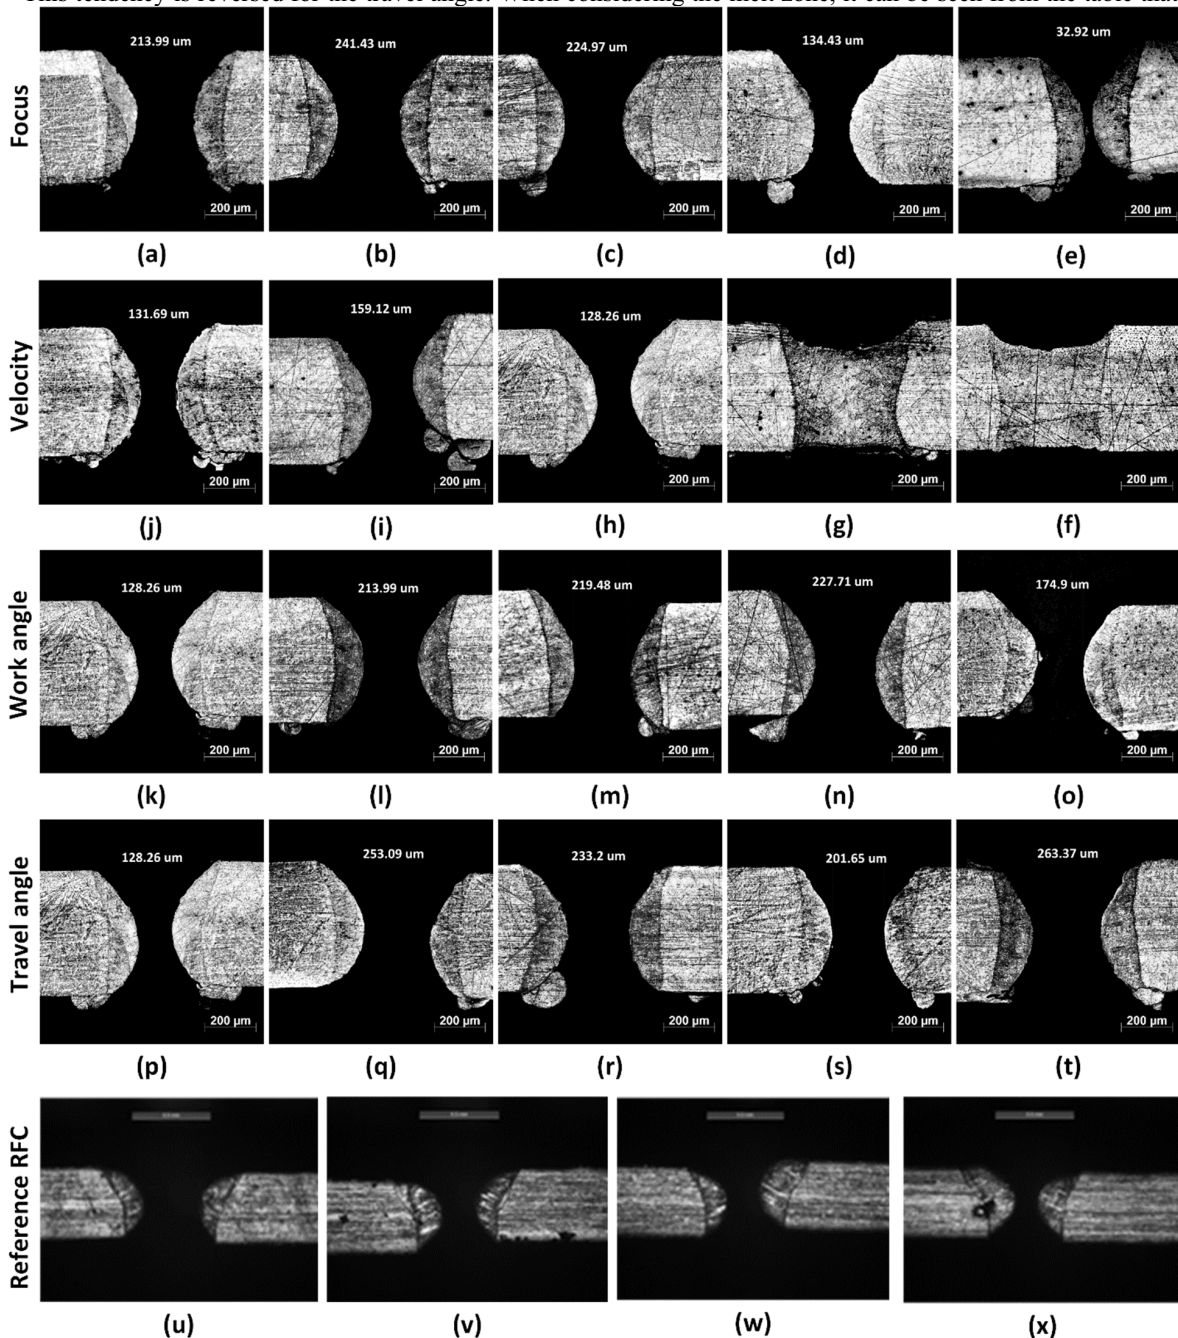 This tendency is reversed for the travel angle. When considering the melt zone, it can be seen from the table that
Focus
213.99 um
241.43 um
224.97 um
134.43 um
32.92 um
200 µm
200 µm
200 µm
200 µm
200 µm
(a)
(b)
(c)
(d)
(e)
Velocity
131.69 um
159.12 um
128.26 um
200 µm
200 µm
200 µm
200 µm
200 µm
(j)
(i)
(h)
(g)
(f)
Work angle
128.26 um
213.99 um
219.48 um
227.71 um
174.9 um
200 µm
200 µm
200 µm
200 µm
200 µm
(k)
(l)
(m)
(n)
(o)
Travel angle
128.26 um
253.09 um
233.2 um
201.65 um
263.37 um
200 µm
200 µm
200 µm
200 µm
200 µm
(p)
(q)
(r)
(s)
(t)
Reference RFC
(u)
(v)
(w)
(x)